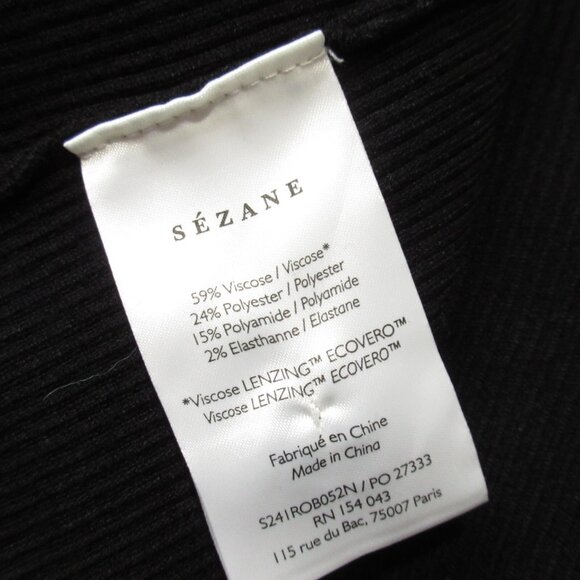 SÉZANE
59% Viscose / Viscose*
24% Polyester / Polyester
15% Polyamide / Polyamide
2% Elasthanne / Elastane
*Viscose LENZING™ ECOVERO™
Viscose LENZING™ ECOVERO™
Fabriqué en Chine
Made in China
S241ROB052N / PO 27333
RN 154 043
115 rue du Bac, 75007 Paris